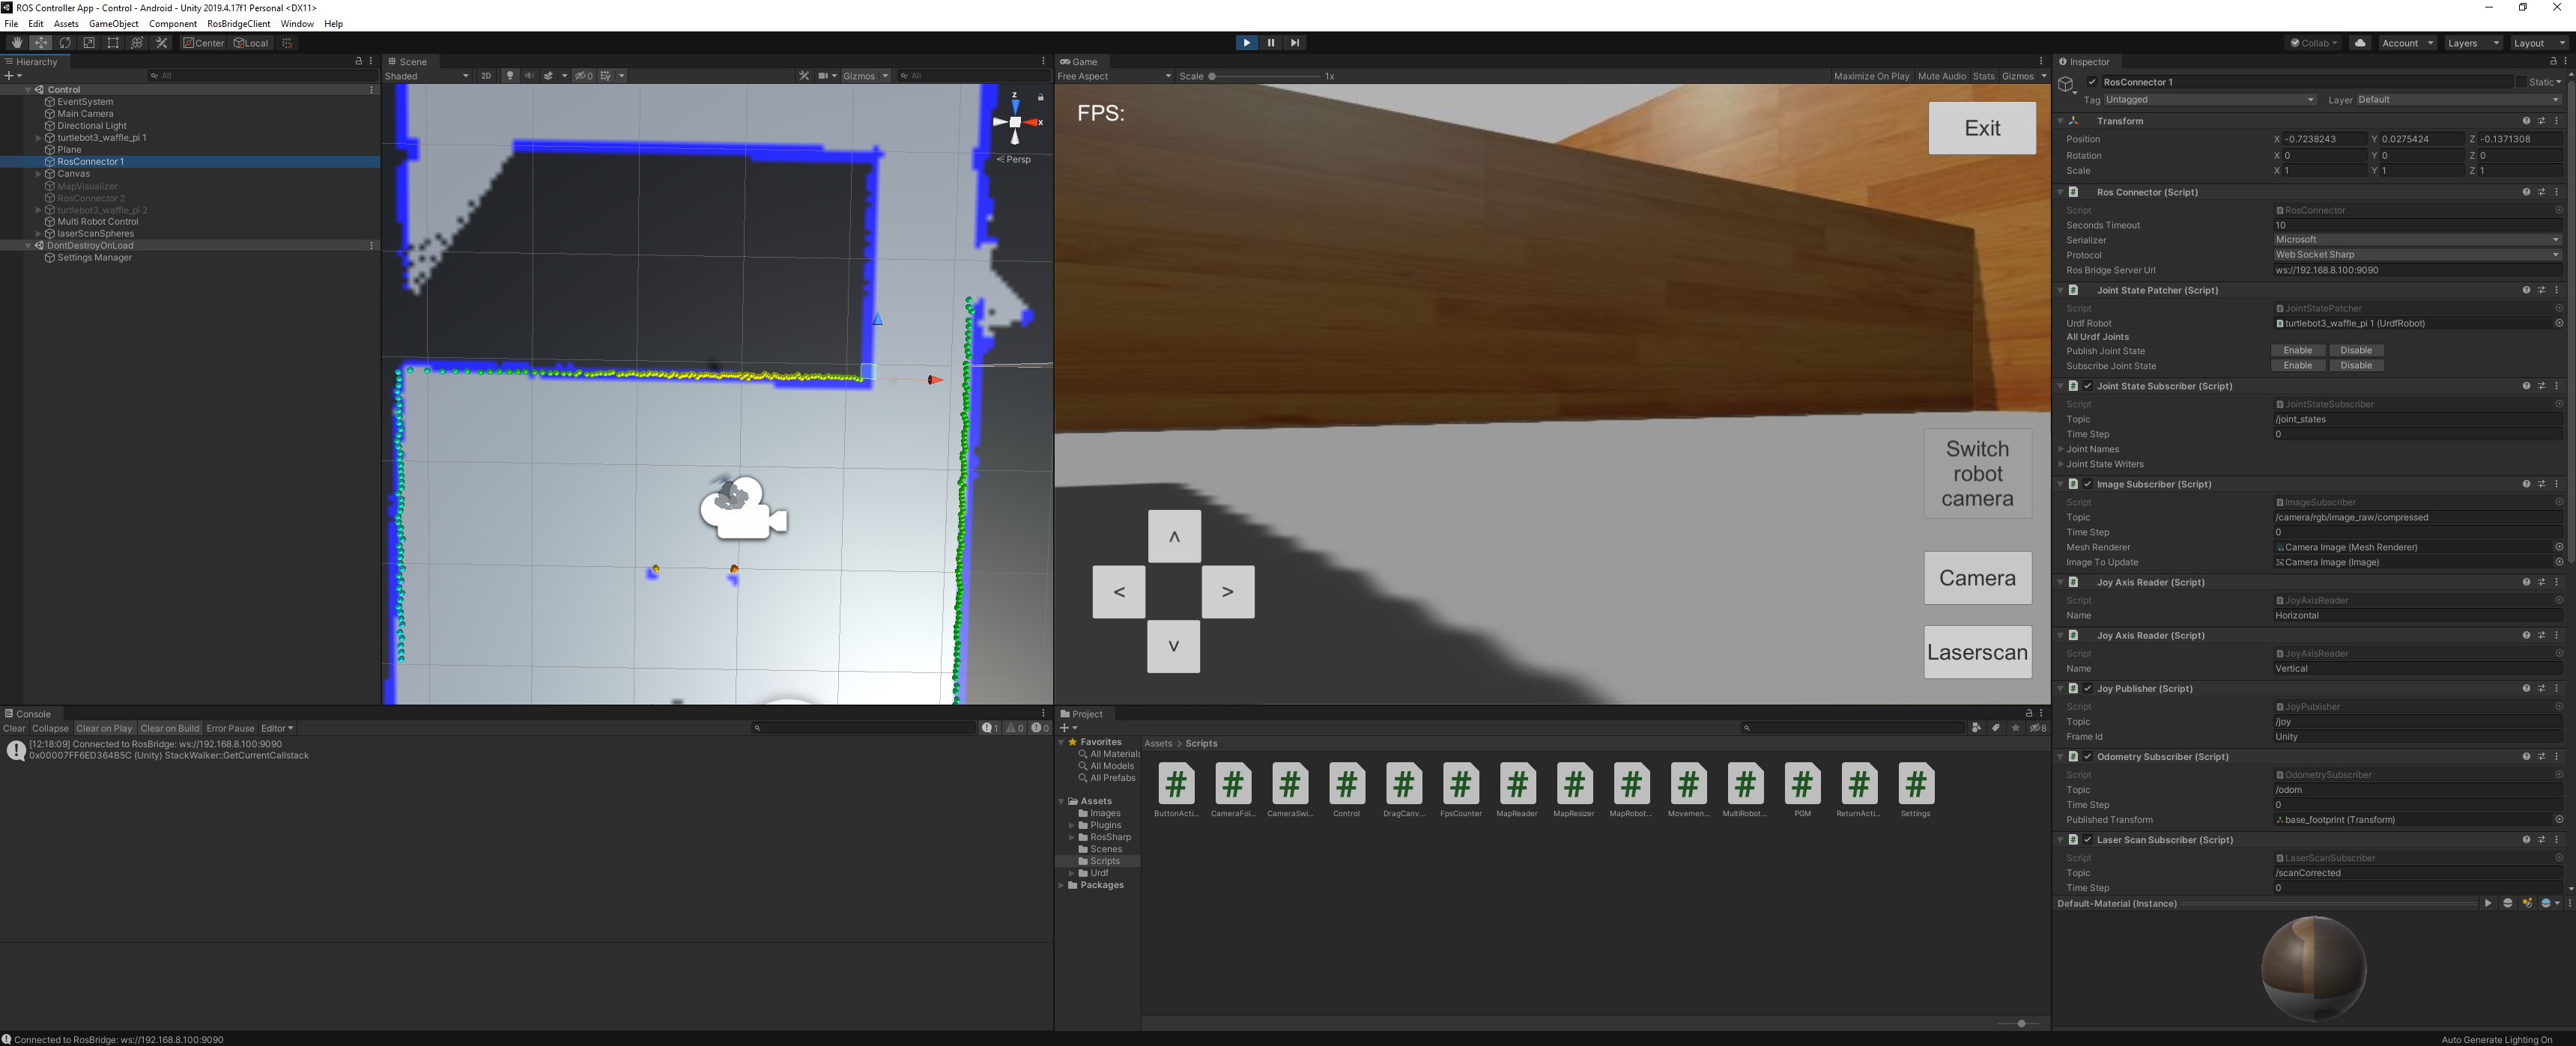 ROS Controller App - Control - Android - Unity 2019.4.17f1 Personal <DX11>
File Edit Assets GameObject Component RosBridgeClient Window Help
Center Local
Collab Account Layers Layout
Hierarchy
All
Control
EventSystem
Main Camera
Directional Light
turtlebot3_waffle_pi 1
Plane
RosConnector 1
Canvas
MapVisualizer
RosConnector 2
turtlebot3_waffle_pi 2
Multi Robot Control
laserScanSpheres
DontDestroyOnLoad
Settings Manager
Scene
Shaded 2D 0 Gizmos All
z
x
Persp
Game
Free Aspect Scale 1x Maximize On Play Mute Audio Stats Gizmos
FPS:
Exit
Switch
robot
camera
Camera
Laserscan
^
< >
v
Inspector
RosConnector 1 Static
Tag Untagged Layer Default
Transform
Position X -0.7238243 Y 0.0275424 Z -0.1371308
Rotation X 0 Y 0 Z 0
Scale X 1 Y 1 Z 1
Ros Connector (Script)
Script RosConnector
Seconds Timeout 10
Serializer Microsoft
Protocol Web Socket Sharp
Ros Bridge Server Url ws://192.168.8.100:9090
Joint State Patcher (Script)
Script JointStatePatcher
Urdf Robot turtlebot3_waffle_pi 1 (UrdfRobot)
All Urdf Joints
Publish Joint State Enable Disable
Subscribe Joint State Enable Disable
Joint State Subscriber (Script)
Script JointStateSubscriber
Topic /joint_states
Time Step 0
Joint Names
Joint State Writers
Image Subscriber (Script)
Script ImageSubscriber
Topic /camera/rgb/image_raw/compressed
Time Step 0
Mesh Renderer Camera Image (Mesh Renderer)
Image To Update Camera Image (Image)
Joy Axis Reader (Script)
Script JoyAxisReader
Name Horizontal
Joy Axis Reader (Script)
Script JoyAxisReader
Name Vertical
Joy Publisher (Script)
Script JoyPublisher
Topic /joy
Frame Id Unity
Odometry Subscriber (Script)
Script OdometrySubscriber
Topic /odom
Time Step 0
Published Transform base_footprint (Transform)
Laser Scan Subscriber (Script)
Script LaserScanSubscriber
Topic /scanCorrected
Time Step 0
Default-Material (Instance)
Console
Clear Collapse Clear on Play Clear on Build Error Pause Editor 1 0 0
[12:18:09] Connected to RosBridge: ws://192.168.8.100:9090
0x00007FF6ED364B5C (Unity) StackWalker::GetCurrentCallstack
Project
8
Favorites
All Materials
All Models
All Prefabs
Assets
Images
Plugins
RosSharp
Scenes
Scripts
Urdf
Packages
Assets > Scripts
ButtonActi... CameraFol... CameraSwi... Control DragCanv... FpsCounter MapReader MapResizer MapRobot... Movemen... MultiRobot... PGM ReturnActi... Settings
Connected to RosBridge: ws://192.168.8.100:9090
Auto Generate Lighting On